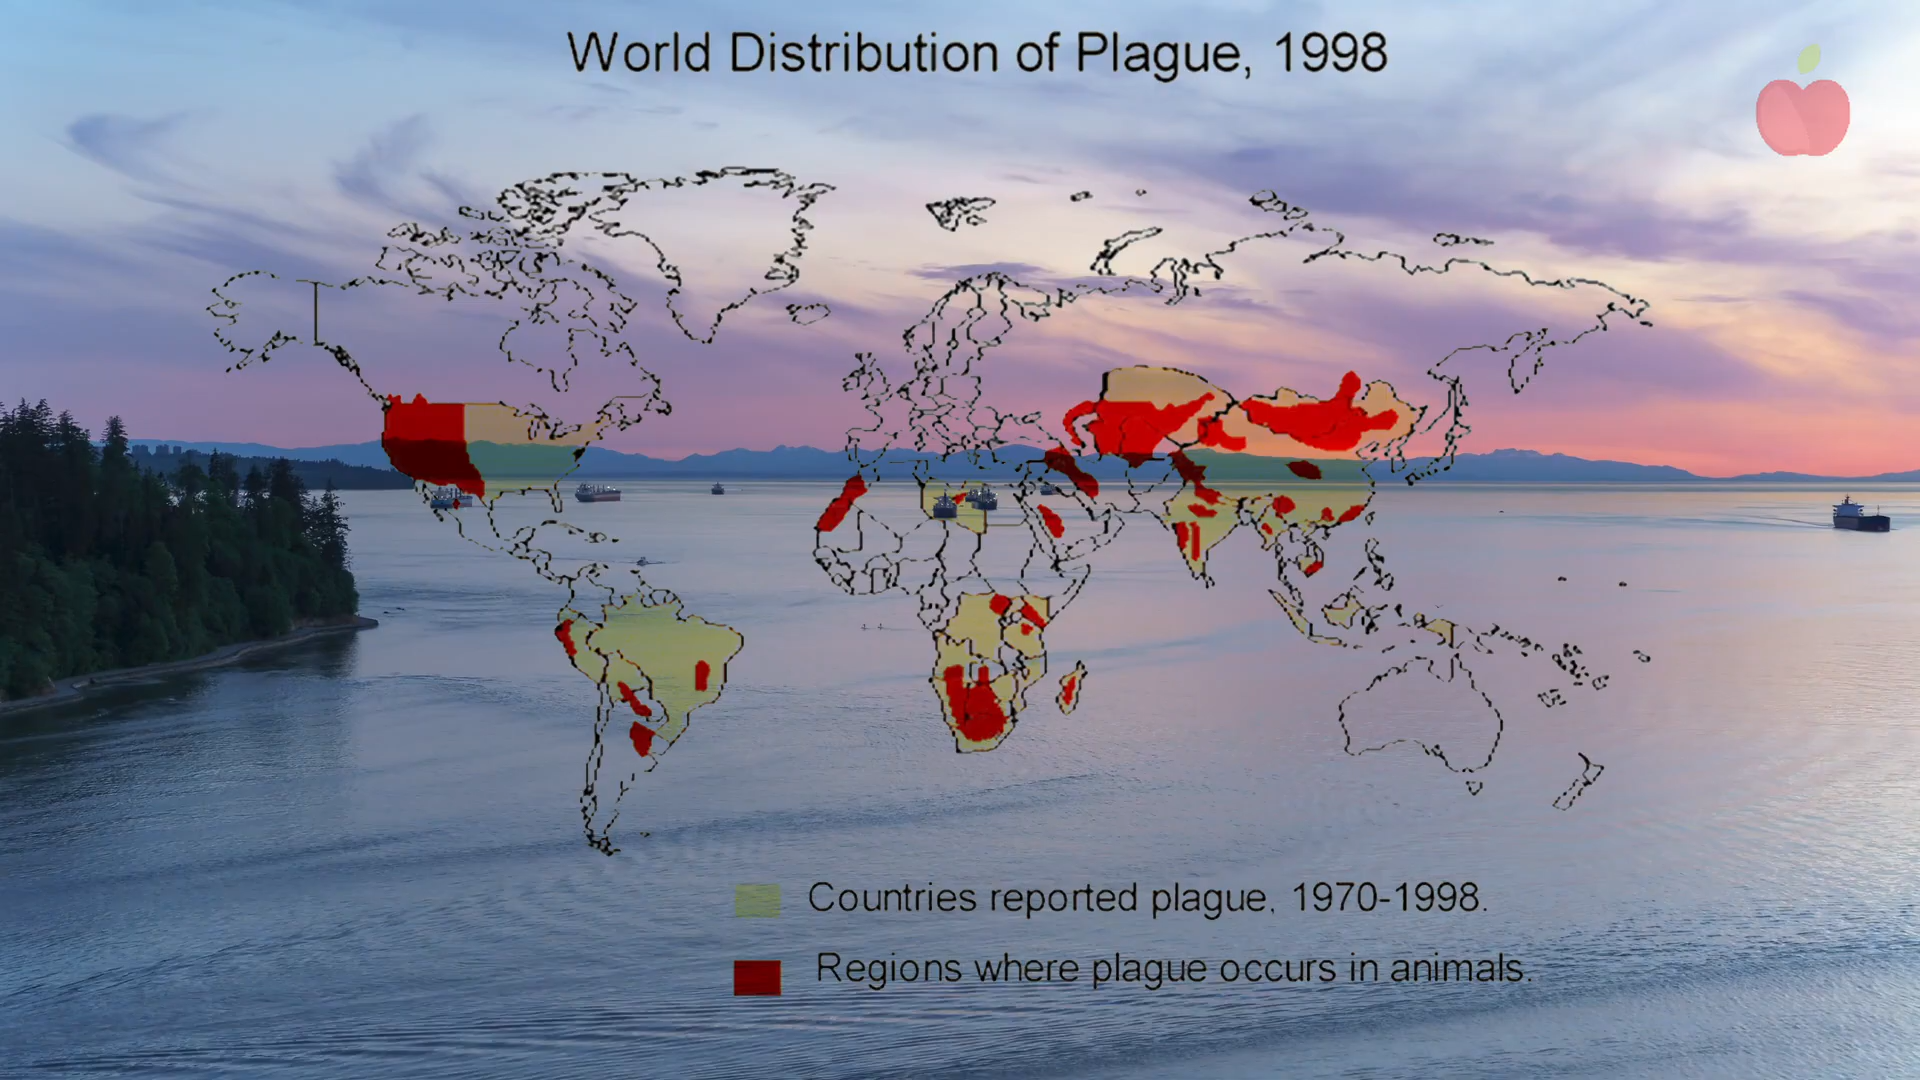 World Distribution of Plague, 1998
Countries reported plague, 1970-1998.
Regions where plague occurs in animals.